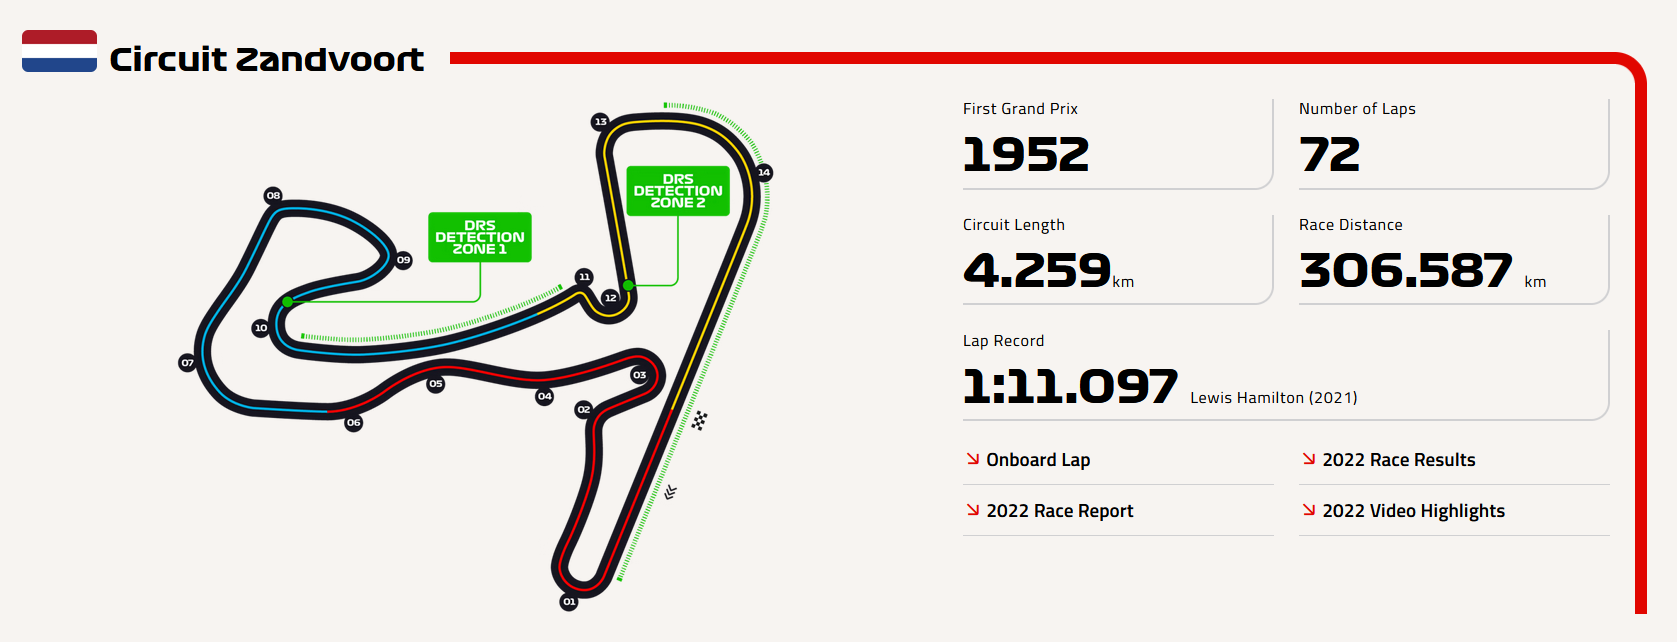 Circuit Zandvoort
13
14
DRS
DETECTION
ZONE 2
08
DRS
DETECTION
ZONE 1
09
11
12
10
07
03
05
04
02
06
01
First Grand Prix
1952
Number of Laps
72
Circuit Length
4.259km
Race Distance
306.587 km
Lap Record
1:11.097 Lewis Hamilton (2021)
Onboard Lap
2022 Race Results
2022 Race Report
2022 Video Highlights